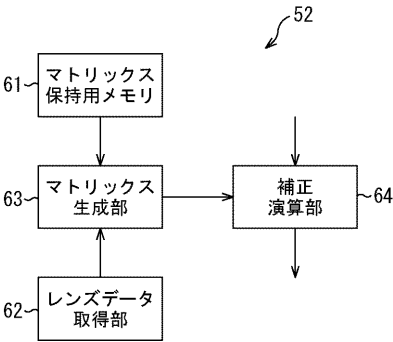 52
61
マトリックス
保持用メモリ
63
マトリックス
生成部
補正
演算部
64
62
レンズデータ
取得部